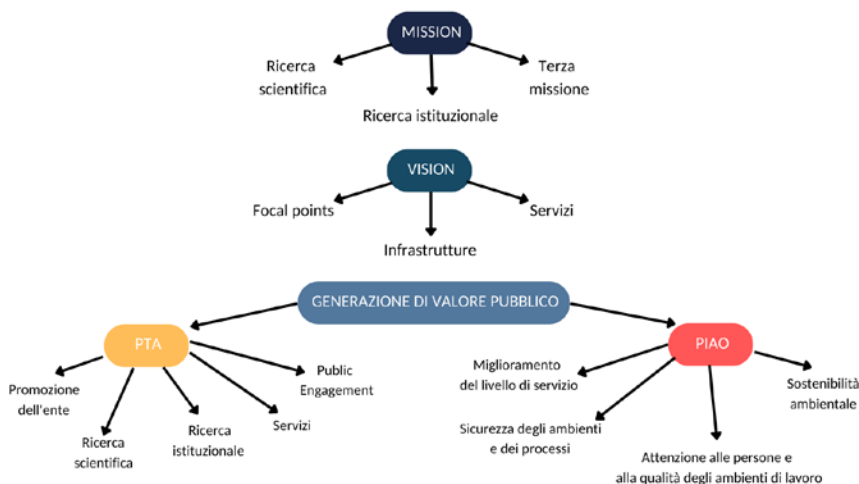 MISSION
Ricerca
scientifica
Terza
missione
Ricerca istituzionale
VISION
Focal points
Servizi
Infrastrutture
GENERAZIONE DI VALORE PUBBLICO
PTA
PIAO
Promozione
dell'ente
Ricerca
scientifica
Ricerca
istituzionale
Servizi
Public
Engagement
Miglioramento
del livello di servizio
Sicurezza degli ambienti
e dei processi
Attenzione alle persone e
alla qualità degli ambienti di lavoro
Sostenibilità
ambientale